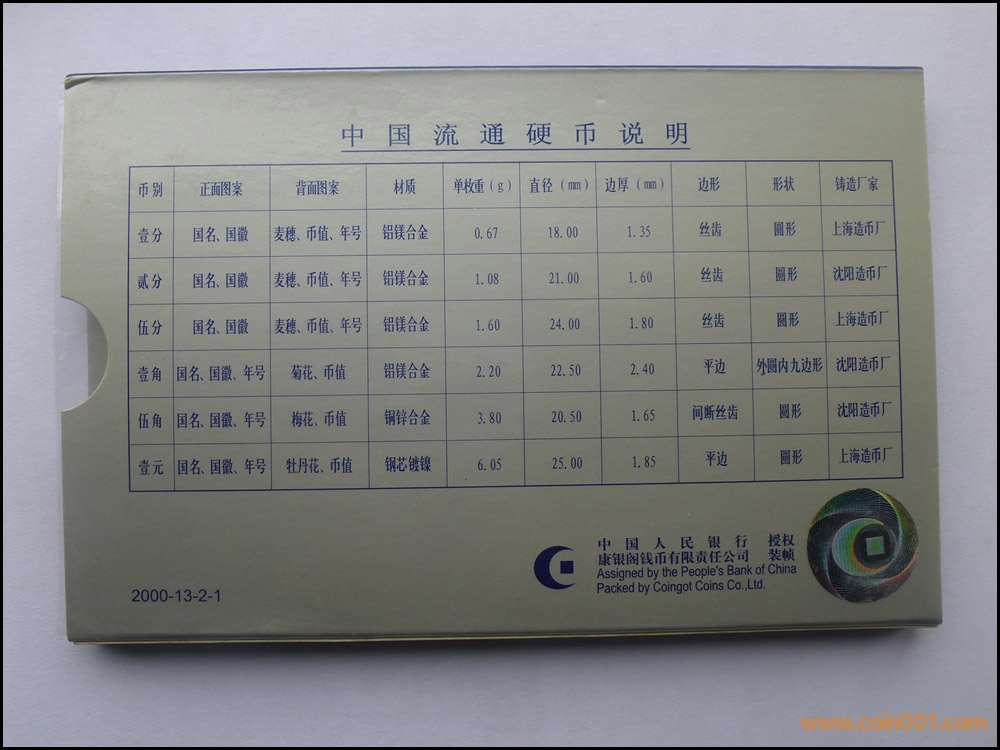 中国流通硬币说明
币别 正面图案 背面图案 材质 单枚重(g) 直径(mm) 边厚(mm) 边形 形状 铸造厂家
壹分 国名、国徽 麦穗、币值、年号 铝镁合金 0.67 18.00 1.35 丝齿 圆形 上海造币厂
贰分 国名、国徽 麦穗、币值、年号 铝镁合金 1.08 21.00 1.60 丝齿 圆形 沈阳造币厂
伍分 国名、国徽 麦穗、币值、年号 铝镁合金 1.60 24.00 1.80 丝齿 圆形 上海造币厂
壹角 国名、国徽、年号 菊花、币值 铝镁合金 2.20 22.50 2.40 平边 外圆内九边形 沈阳造币厂
伍角 国名、国徽、年号 梅花、币值 铜锌合金 3.80 20.50 1.65 间断丝齿 圆形 沈阳造币厂
壹元 国名、国徽、年号 牡丹花、币值 钢芯镀镍 6.05 25.00 1.85 平边 圆形 上海造币厂
中国人民银行 授权
康银阁钱币有限责任公司 装帧
Assigned by the People's Bank of China
Packed by Coingot Coins Co.,Ltd.
2000-13-2-1
www.coin001.com